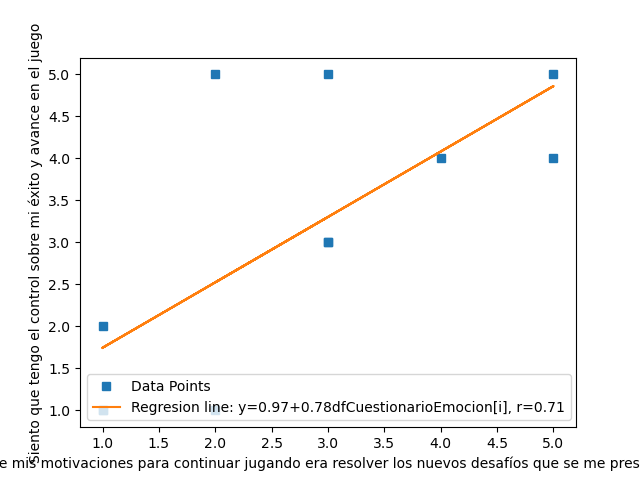 Siento que tengo el control sobre mi éxito y avance en el juego
5.0
4.5
4.0
3.5
3.0
2.5
2.0
1.5
1.0
Data Points
Regresion line: y=0.97+0.78dfCuestionarioEmocion[i], r=0.71
1.0 1.5 2.0 2.5 3.0 3.5 4.0 4.5 5.0
e mis motivaciones para continuar jugando era resolver los nuevos desafíos que se me pres